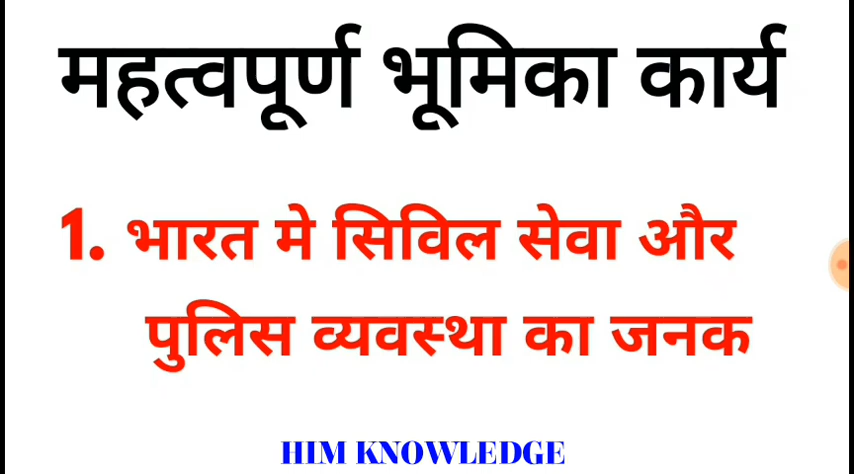 महत्वपूर्ण भूमिका कार्य
1. भारत मे सिविल सेवा और
पुलिस व्यवस्था का जनक
HIM KNOWLEDGE